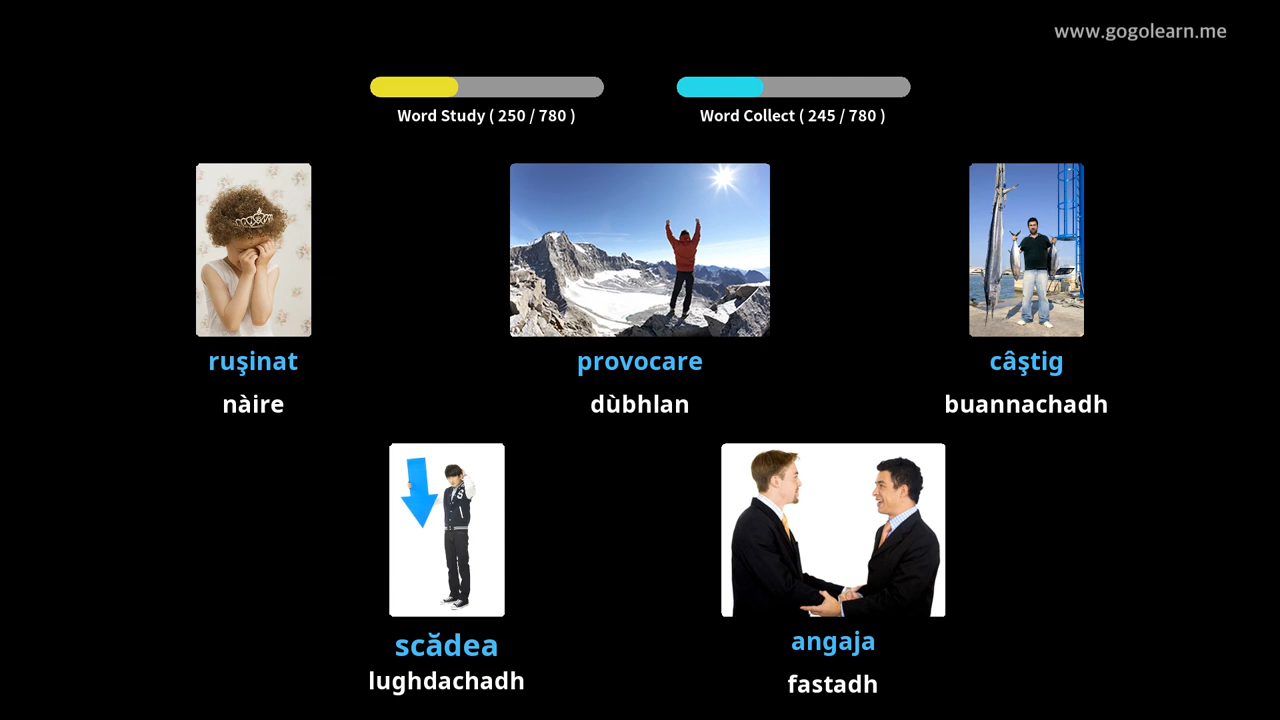 www.gogolearn.me
Word Study ( 250 / 780 )
Word Collect ( 245 / 780 )
ruşinat
provocare
câştig
nàire
dùbhlan
buannachadh
scădea
angaja
lughdachadh
fastadh